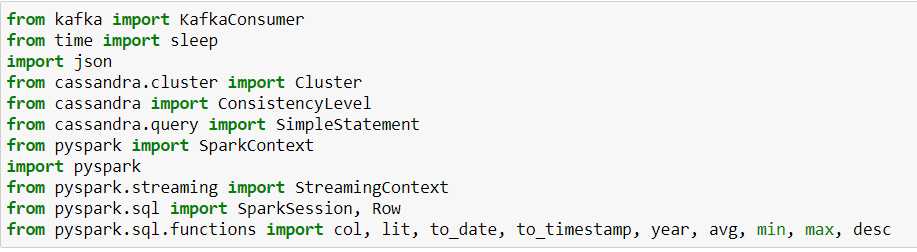 from kafka import KafkaConsumer
from time import sleep
import json
from cassandra.cluster import Cluster
from cassandra import ConsistencyLevel
from cassandra.query import SimpleStatement
from pyspark import SparkContext
import pyspark
from pyspark.streaming import StreamingContext
from pyspark.sql import SparkSession, Row
from pyspark.sql.functions import col, lit, to_date, to_timestamp, year, avg, min, max, desc